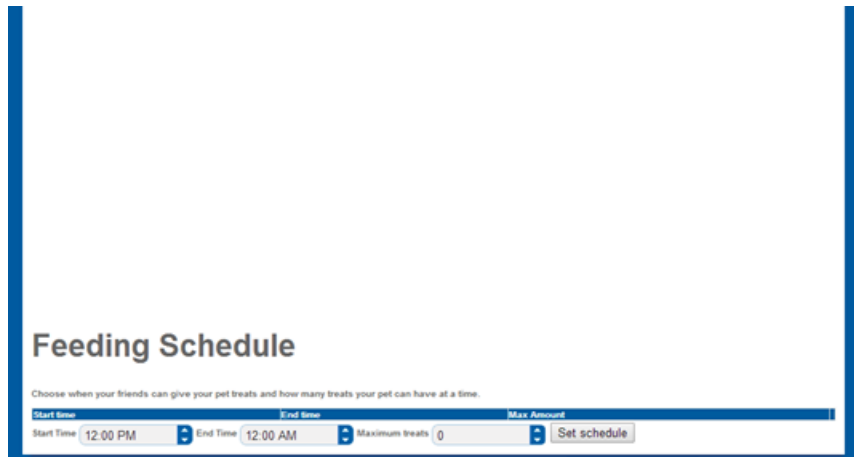 Feeding Schedule
Choose when your friends can give your pet treats and how many treats your pet can have at a time.
Start time End time Max Amount
Start Time 12:00 PM End Time 12:00 AM Maximum treats 0 Set schedule